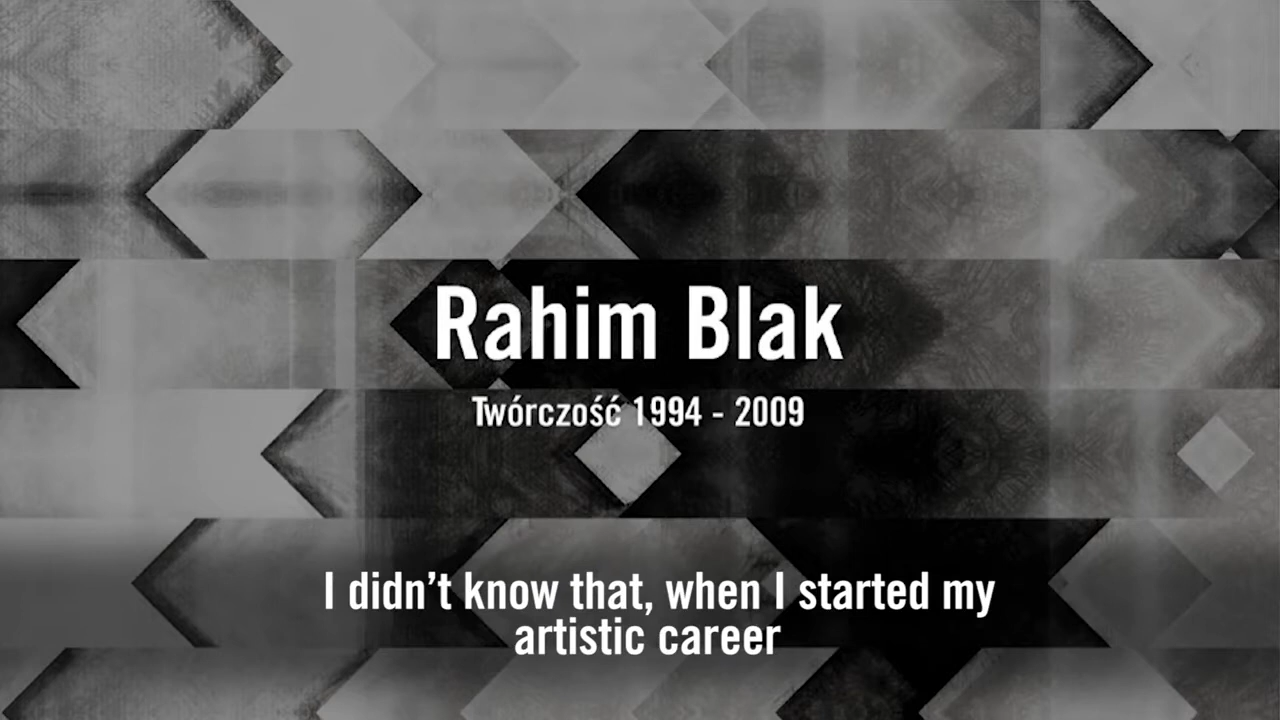 Rahim Blak
Twórczość 1994 - 2009
I didn’t know that, when I started my
artistic career